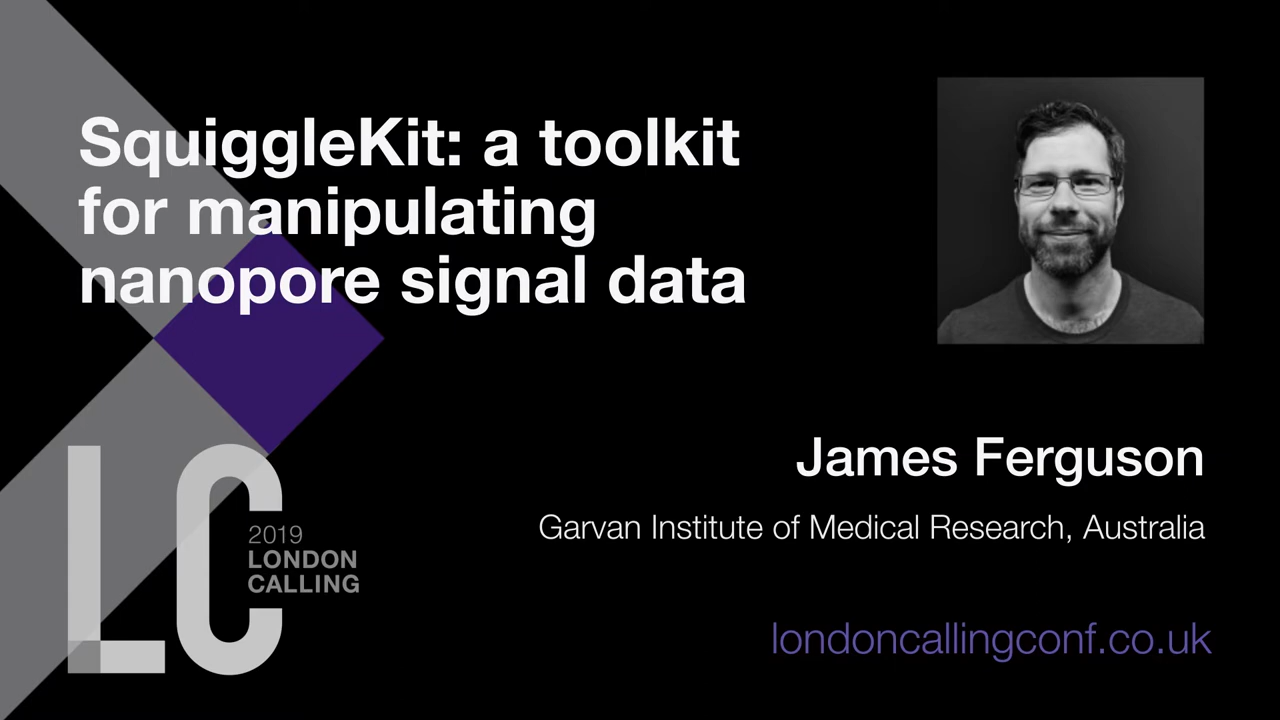 SquiggleKit: a toolkit
for manipulating
nanopore signal data
James Ferguson
Garvan Institute of Medical Research, Australia
LC
2019
LONDON
CALLING
londoncallingconf.co.uk